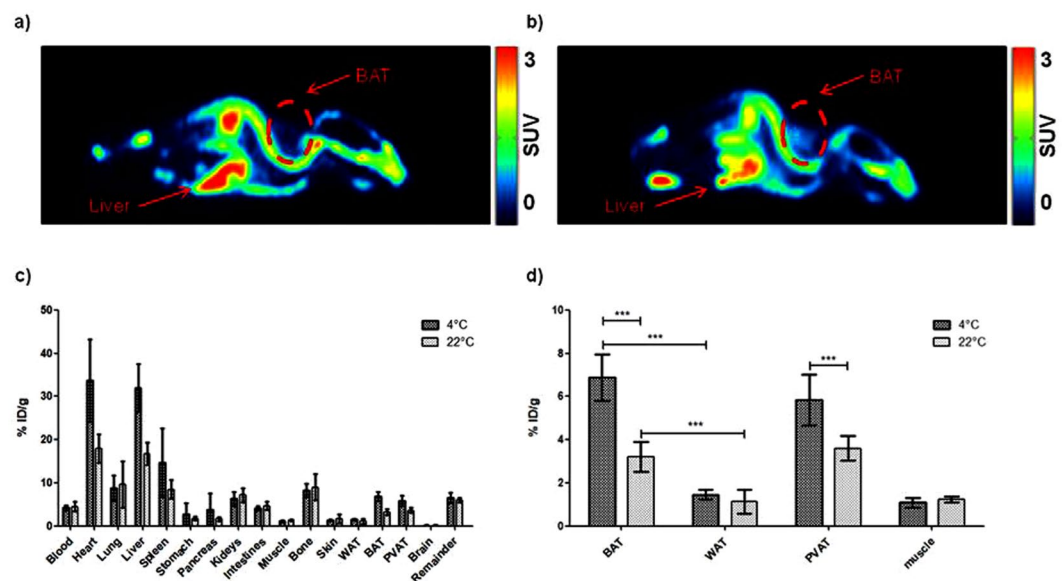 a)
BAT
Liver
3
SUV
0
b)
BAT
Liver
3
SUV
0
c)
50
40
30
20
10
0
% ID/g
4°C
22°C
Blood
Heart
Lung
Liver
Spleen
Stomach
Pancreas
Kideys
Intestines
Muscle
Bone
Skin
WAT
BAT
PVAT
Brain
Remainder
d)
10
8
6
4
2
0
% ID/g
***
***
***
***
4°C
22°C
BAT
WAT
PVAT
muscle